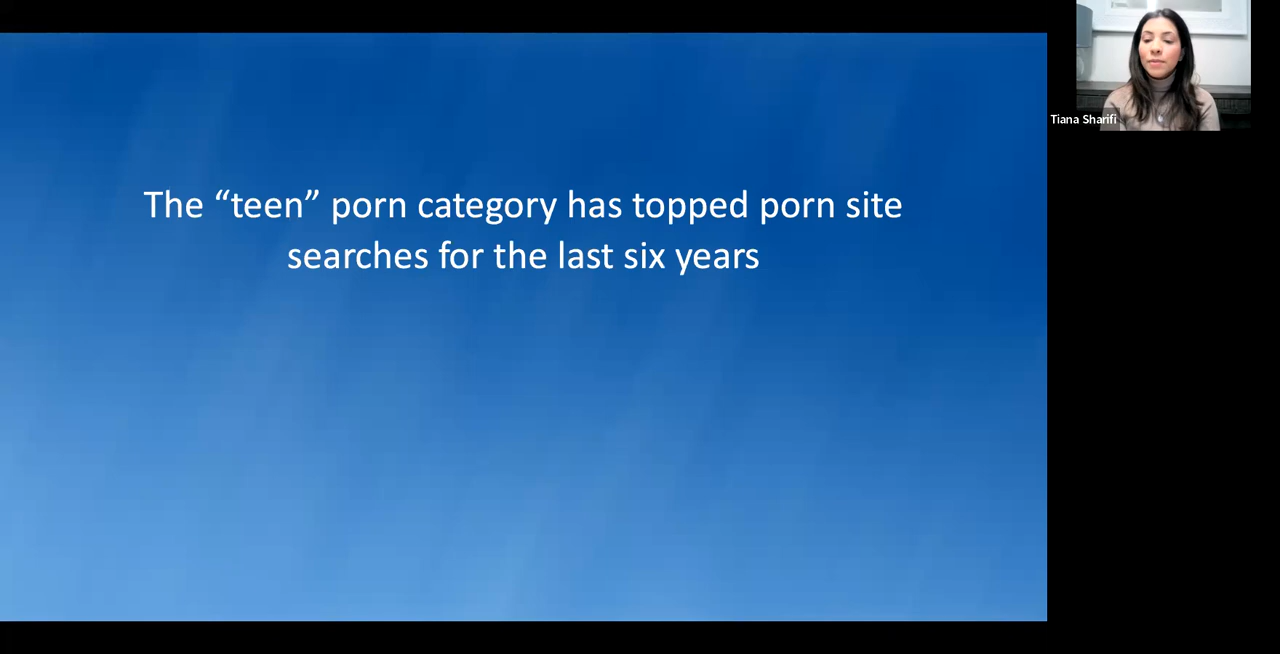 The “teen” porn category has topped porn site
searches for the last six years
Tiana Sharifi